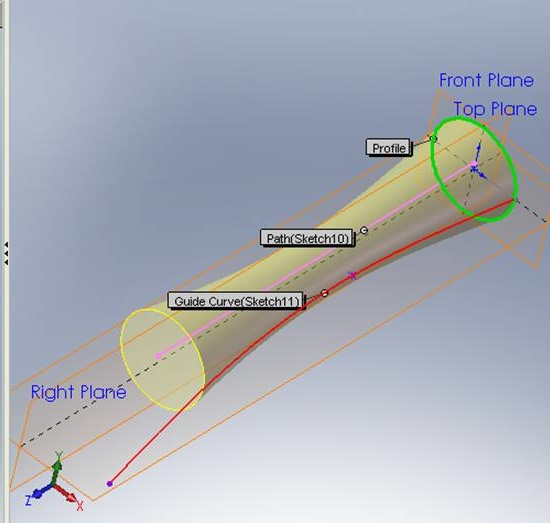 Front Plane
Top Plane
Profile
Path(Sketch10)
Guide Curve(Sketch11)
Right Plane
Y
Z
X